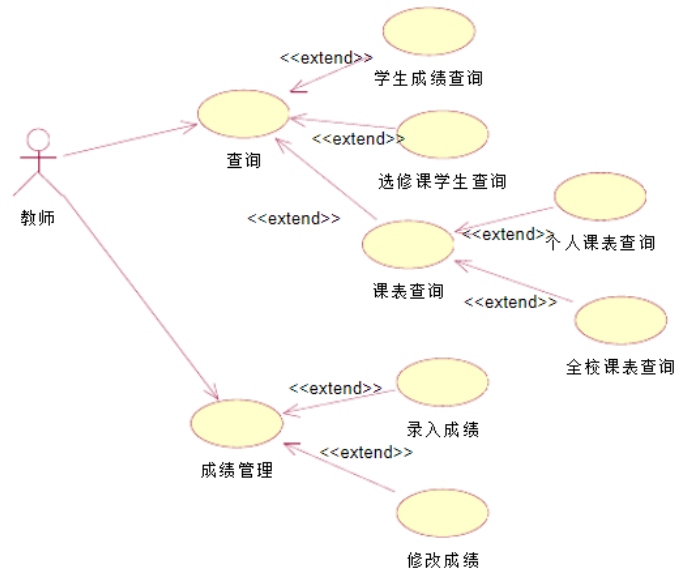 <<extend>>
学生成绩查询
<<extend>>
查询
选修课学生查询
教师
<<extend>>
<<extend>>
个人课表查询
课表查询
<<extend>>
全校课表查询
<<extend>>
录入成绩
<<extend>>
成绩管理
修改成绩